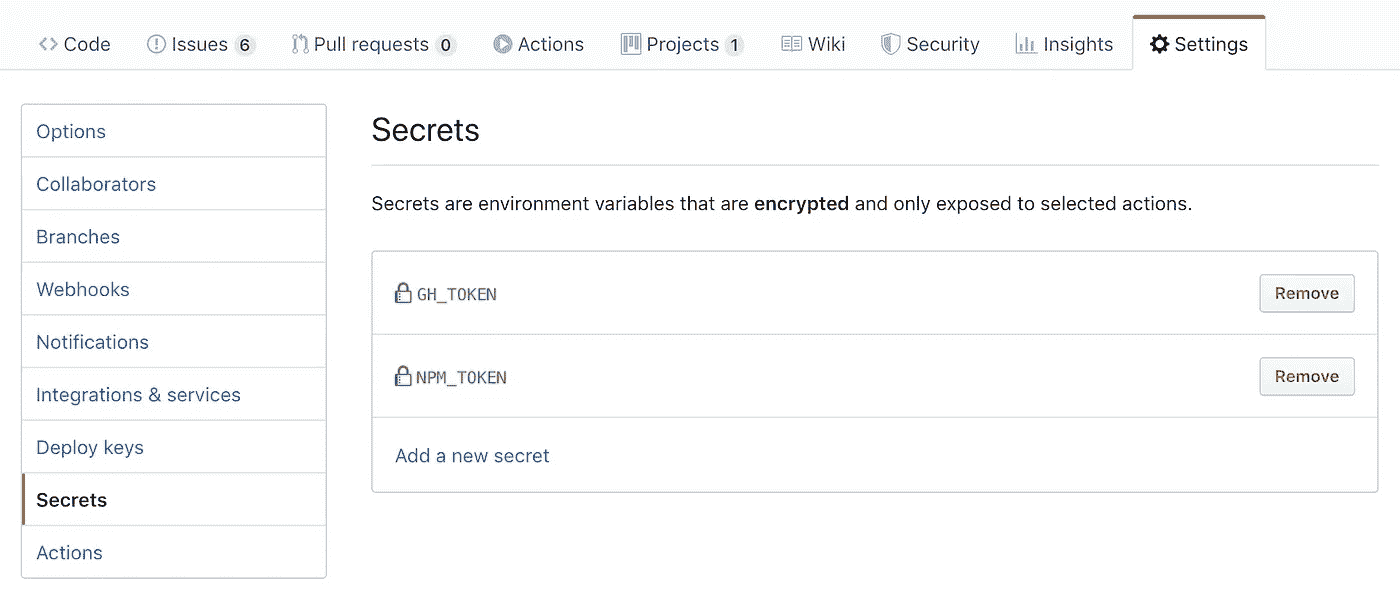 Code Issues 6 Pull requests 0 Actions Projects 1 Wiki Security Insights Settings
Options
Collaborators
Branches
Webhooks
Notifications
Integrations & services
Deploy keys
Secrets
Actions
Secrets
Secrets are environment variables that are encrypted and only exposed to selected actions.
GH_TOKEN Remove
NPM_TOKEN Remove
Add a new secret